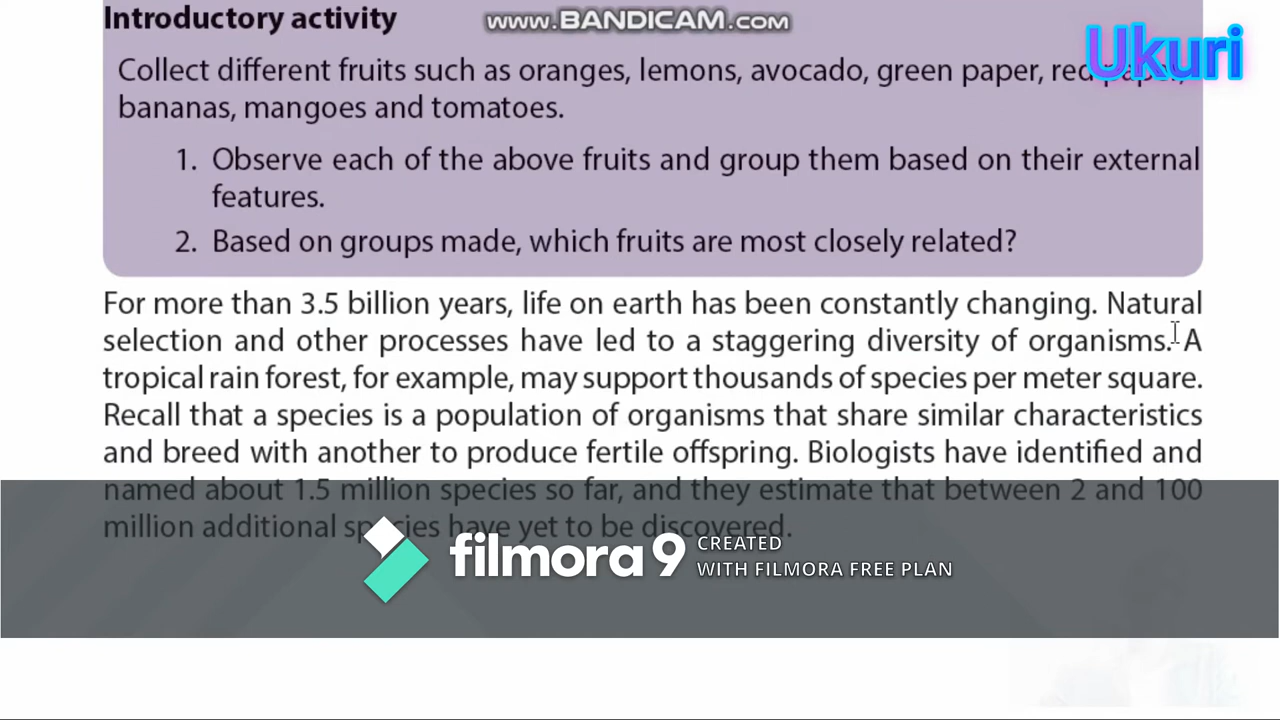 Introductory activity
www.BANDICAM.com
Ukuri
Collect different fruits such as oranges, lemons, avocado, green paper, red paper,
bananas, mangoes and tomatoes.
1. Observe each of the above fruits and group them based on their external
features.
2. Based on groups made, which fruits are most closely related?
For more than 3.5 billion years, life on earth has been constantly changing. Natural
selection and other processes have led to a staggering diversity of organisms. A
tropical rain forest, for example, may support thousands of species per meter square.
Recall that a species is a population of organisms that share similar characteristics
and breed with another to produce fertile offspring. Biologists have identified and
named about 1.5 million species so far, and they estimate that between 2 and 100
million additional species have yet to be discovered.
filmora9
CREATED
WITH FILMORA FREE PLAN